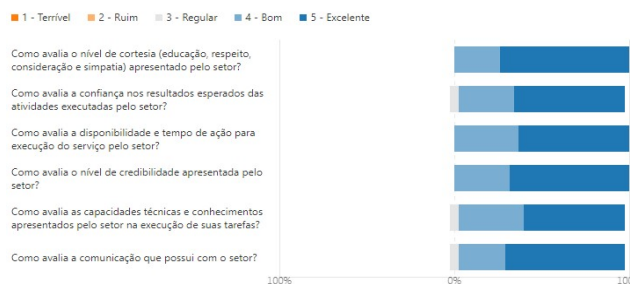 1 - Terrível 2 - Ruim 3 - Regular 4 - Bom 5 - Excelente
Como avalia o nível de cortesia (educação, respeito,
consideração e simpatia) apresentado pelo setor?
Como avalia a confiança nos resultados esperados das
atividades executadas pelo setor?
Como avalia a disponibilidade e tempo de ação para
execução do serviço pelo setor?
Como avalia o nível de credibilidade apresentada pelo
setor?
Como avalia as capacidades técnicas e conhecimentos
apresentados pelo setor na execução de suas tarefas?
Como avalia a comunicação que possui com o setor?
100% 0% 100